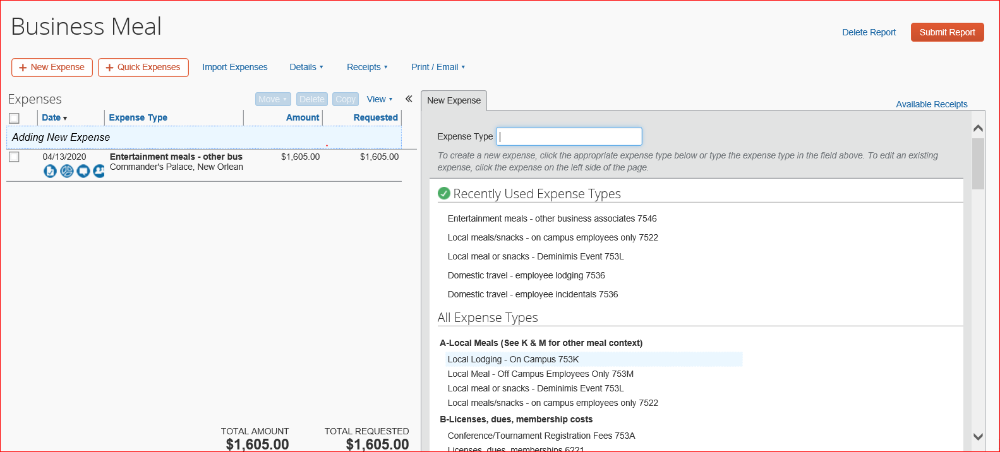 Business Meal
Delete Report
Submit Report
+ New Expense
+ Quick Expenses
Import Expenses
Details
Receipts
Print / Email
Expenses
Move
Delete
Copy
View
Date
Expense Type
Amount
Requested
Adding New Expense
04/13/2020
Entertainment meals - other bus
$1,605.00
$1,605.00
Commander's Palace, New Orlean
TOTAL AMOUNT
TOTAL REQUESTED
$1,605.00
$1,605.00
New Expense
Available Receipts
Expense Type
To create a new expense, click the appropriate expense type below or type the expense type in the field above. To edit an existing
expense, click the expense on the left side of the page.
Recently Used Expense Types
Entertainment meals - other business associates 7546
Local meals/snacks - on campus employees only 7522
Local meal or snacks - Deminimis Event 753L
Domestic travel - employee lodging 7536
Domestic travel - employee incidentals 7536
All Expense Types
A-Local Meals (See K & M for other meal context)
Local Lodging - On Campus 753K
Local Meal - Off Campus Employees Only 753M
Local meal or snacks - Deminimis Event 753L
Local meals/snacks - on campus employees only 7522
B-Licenses, dues, membership costs
Conference/Tournament Registration Fees 753A
Licenses, dues, memberships 6221